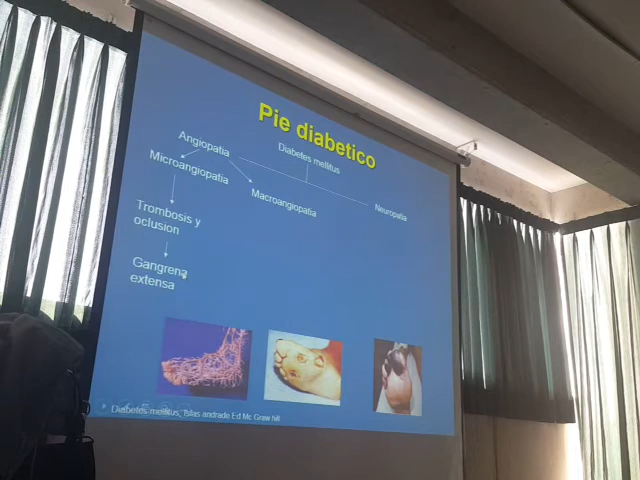 Pie diabetico
Diabetes mellitus
Angiopatia
Microangiopatia
Macroangiopatia
Neuropatia
Trombosis y
oclusion
Gangrena
extensa
Diabetes mellitus, Islas andrade Ed Mc Graw hill